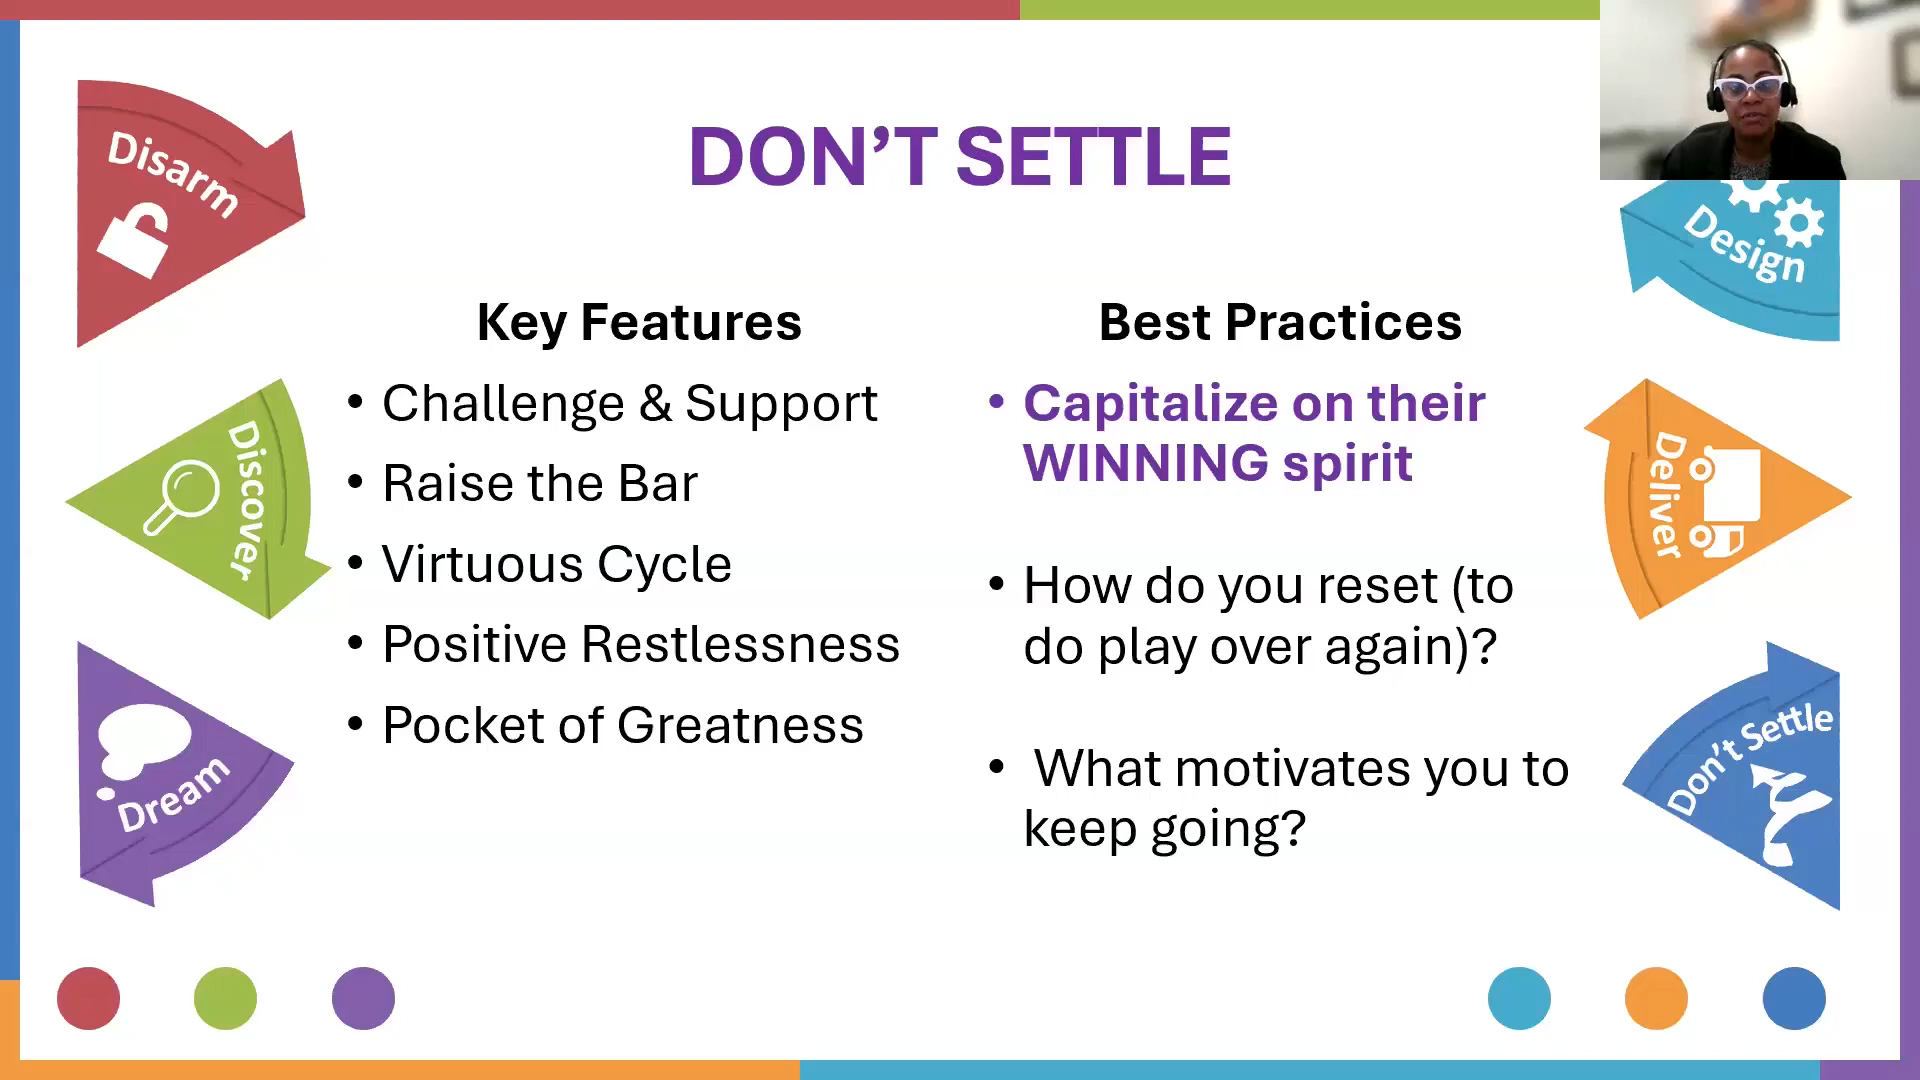 DON’T SETTLE
Disarm
Discover
Dream
Key Features
• Challenge & Support
• Raise the Bar
• Virtuous Cycle
• Positive Restlessness
• Pocket of Greatness
Best Practices
• Capitalize on their
WINNING spirit
• How do you reset (to
do play over again)?
• What motivates you to
keep going?
Design
Deliver
Don’t Settle